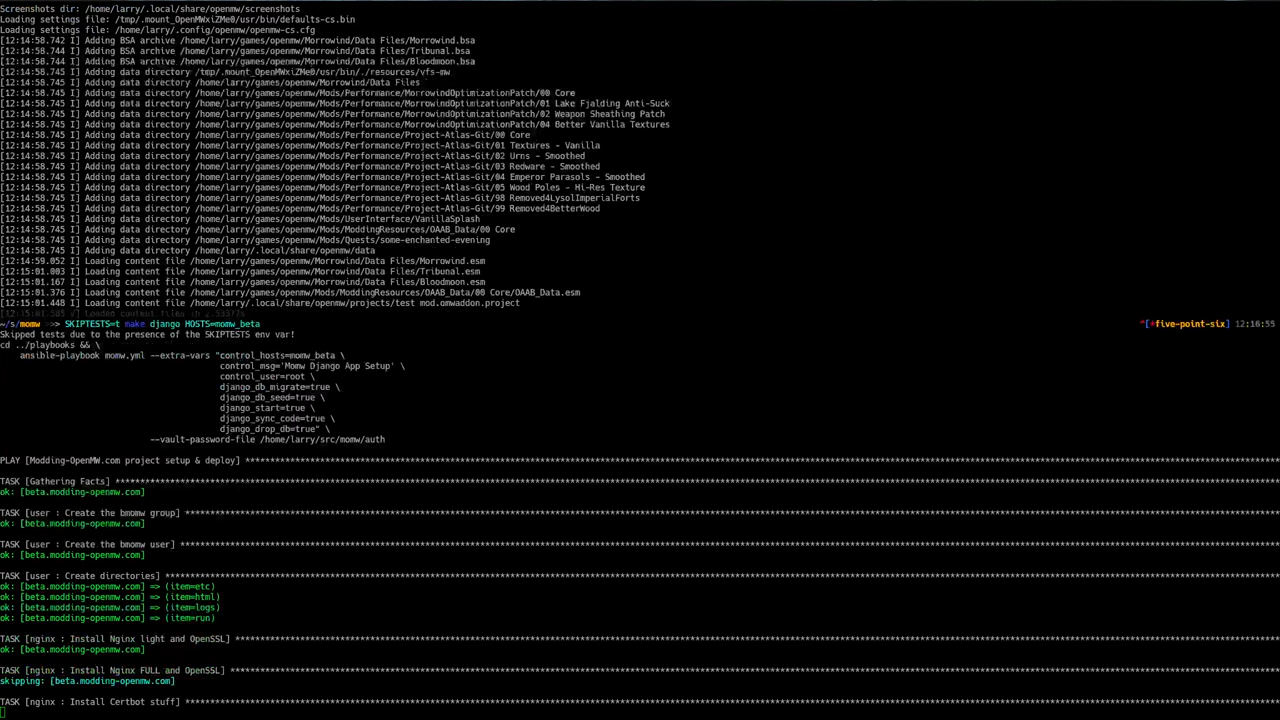 Screenshots dir: /home/larry/.local/share/openmw/screenshots
Loading settings file: /tmp/.mount_OpenMWxiZMe0/usr/bin/defaults-cs.bin
Loading settings file: /home/larry/.config/openmw/openmw-cs.cfg
[12:14:58.742 I] Adding BSA archive /home/larry/games/openmw/Morrowind/Data Files/Morrowind.bsa
[12:14:58.744 I] Adding BSA archive /home/larry/games/openmw/Morrowind/Data Files/Tribunal.bsa
[12:14:58.744 I] Adding BSA archive /home/larry/games/openmw/Morrowind/Data Files/Bloodmoon.bsa
[12:14:58.745 I] Adding data directory /tmp/.mount_OpenMWxiZMe0/usr/bin/./resources/vfs-mw
[12:14:58.745 I] Adding data directory /home/larry/games/openmw/Morrowind/Data Files
[12:14:58.745 I] Adding data directory /home/larry/games/openmw/Mods/Performance/MorrowindOptimizationPatch/00 Core
[12:14:58.745 I] Adding data directory /home/larry/games/openmw/Mods/Performance/MorrowindOptimizationPatch/01 Lake Fjalding Anti-Suck
[12:14:58.745 I] Adding data directory /home/larry/games/openmw/Mods/Performance/MorrowindOptimizationPatch/02 Weapon Sheathing Patch
[12:14:58.745 I] Adding data directory /home/larry/games/openmw/Mods/Performance/MorrowindOptimizationPatch/04 Better Vanilla Textures
[12:14:58.745 I] Adding data directory /home/larry/games/openmw/Mods/Performance/Project-Atlas-Git/00 Core
[12:14:58.745 I] Adding data directory /home/larry/games/openmw/Mods/Performance/Project-Atlas-Git/01 Textures - Vanilla
[12:14:58.745 I] Adding data directory /home/larry/games/openmw/Mods/Performance/Project-Atlas-Git/02 Urns - Smoothed
[12:14:58.745 I] Adding data directory /home/larry/games/openmw/Mods/Performance/Project-Atlas-Git/03 Redware - Smoothed
[12:14:58.745 I] Adding data directory /home/larry/games/openmw/Mods/Performance/Project-Atlas-Git/04 Emperor Parasols - Smoothed
[12:14:58.745 I] Adding data directory /home/larry/games/openmw/Mods/Performance/Project-Atlas-Git/05 Wood Poles - Hi-Res Texture
[12:14:58.745 I] Adding data directory /home/larry/games/openmw/Mods/Performance/Project-Atlas-Git/98 Removed4LysolImperialForts
[12:14:58.745 I] Adding data directory /home/larry/games/openmw/Mods/Performance/Project-Atlas-Git/99 Removed4BetterWood
[12:14:58.745 I] Adding data directory /home/larry/games/openmw/Mods/UserInterface/VanillaSplash
[12:14:58.745 I] Adding data directory /home/larry/games/openmw/Mods/ModdingResources/OAAB_Data/00 Core
[12:14:58.745 I] Adding data directory /home/larry/games/openmw/Mods/Quests/some-enchanted-evening
[12:14:58.745 I] Adding data directory /home/larry/.local/share/openmw/data
[12:14:59.052 I] Loading content file /home/larry/games/openmw/Morrowind/Data Files/Morrowind.esm
[12:15:01.003 I] Loading content file /home/larry/games/openmw/Morrowind/Data Files/Tribunal.esm
[12:15:01.167 I] Loading content file /home/larry/games/openmw/Morrowind/Data Files/Bloodmoon.esm
[12:15:01.376 I] Loading content file /home/larry/games/openmw/Mods/ModdingResources/OAAB_Data/00 Core/OAAB_Data.esm
[12:15:01.448 I] Loading content file /home/larry/.local/share/openmw/projects/test mod.omwaddon.project
Loaded content files in
~/s/momw >>> SKIPTESTS=t make django HOSTS=momw_beta *[*five-point-six] 12:16:55
Skipped tests due to the presence of the SKIPTESTS env var!
cd ../playbooks && \
ansible-playbook momw.yml --extra-vars "control_hosts=momw_beta \
control_msg='Momw Django App Setup' \
control_user=root \
django_db_migrate=true \
django_db_seed=true \
django_start=true \
django_sync_code=true \
django_drop_db=true" \
--vault-password-file /home/larry/src/momw/auth
PLAY [Modding-OpenMW.com project setup & deploy] ****
TASK [Gathering Facts] ****
ok: [beta.modding-openmw.com]
TASK [user : Create the bmomw group] ****
ok: [beta.modding-openmw.com]
TASK [user : Create the bmomw user] ****
ok: [beta.modding-openmw.com]
TASK [user : Create directories] ****
ok: [beta.modding-openmw.com] => (item=etc)
ok: [beta.modding-openmw.com] => (item=html)
ok: [beta.modding-openmw.com] => (item=logs)
ok: [beta.modding-openmw.com] => (item=run)
TASK [nginx : Install Nginx light and OpenSSL] ****
ok: [beta.modding-openmw.com]
TASK [nginx : Install Nginx FULL and OpenSSL] ****
skipping: [beta.modding-openmw.com]
TASK [nginx : Install Certbot stuff] ****